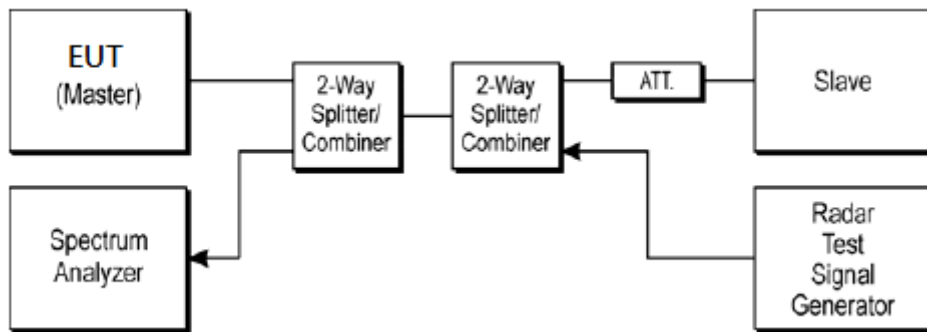 EUT
(Master)
2-Way
Splitter/
Combiner
2-Way
Splitter/
Combiner
ATT.
Slave
Spectrum
Analyzer
Radar
Test
Signal
Generator